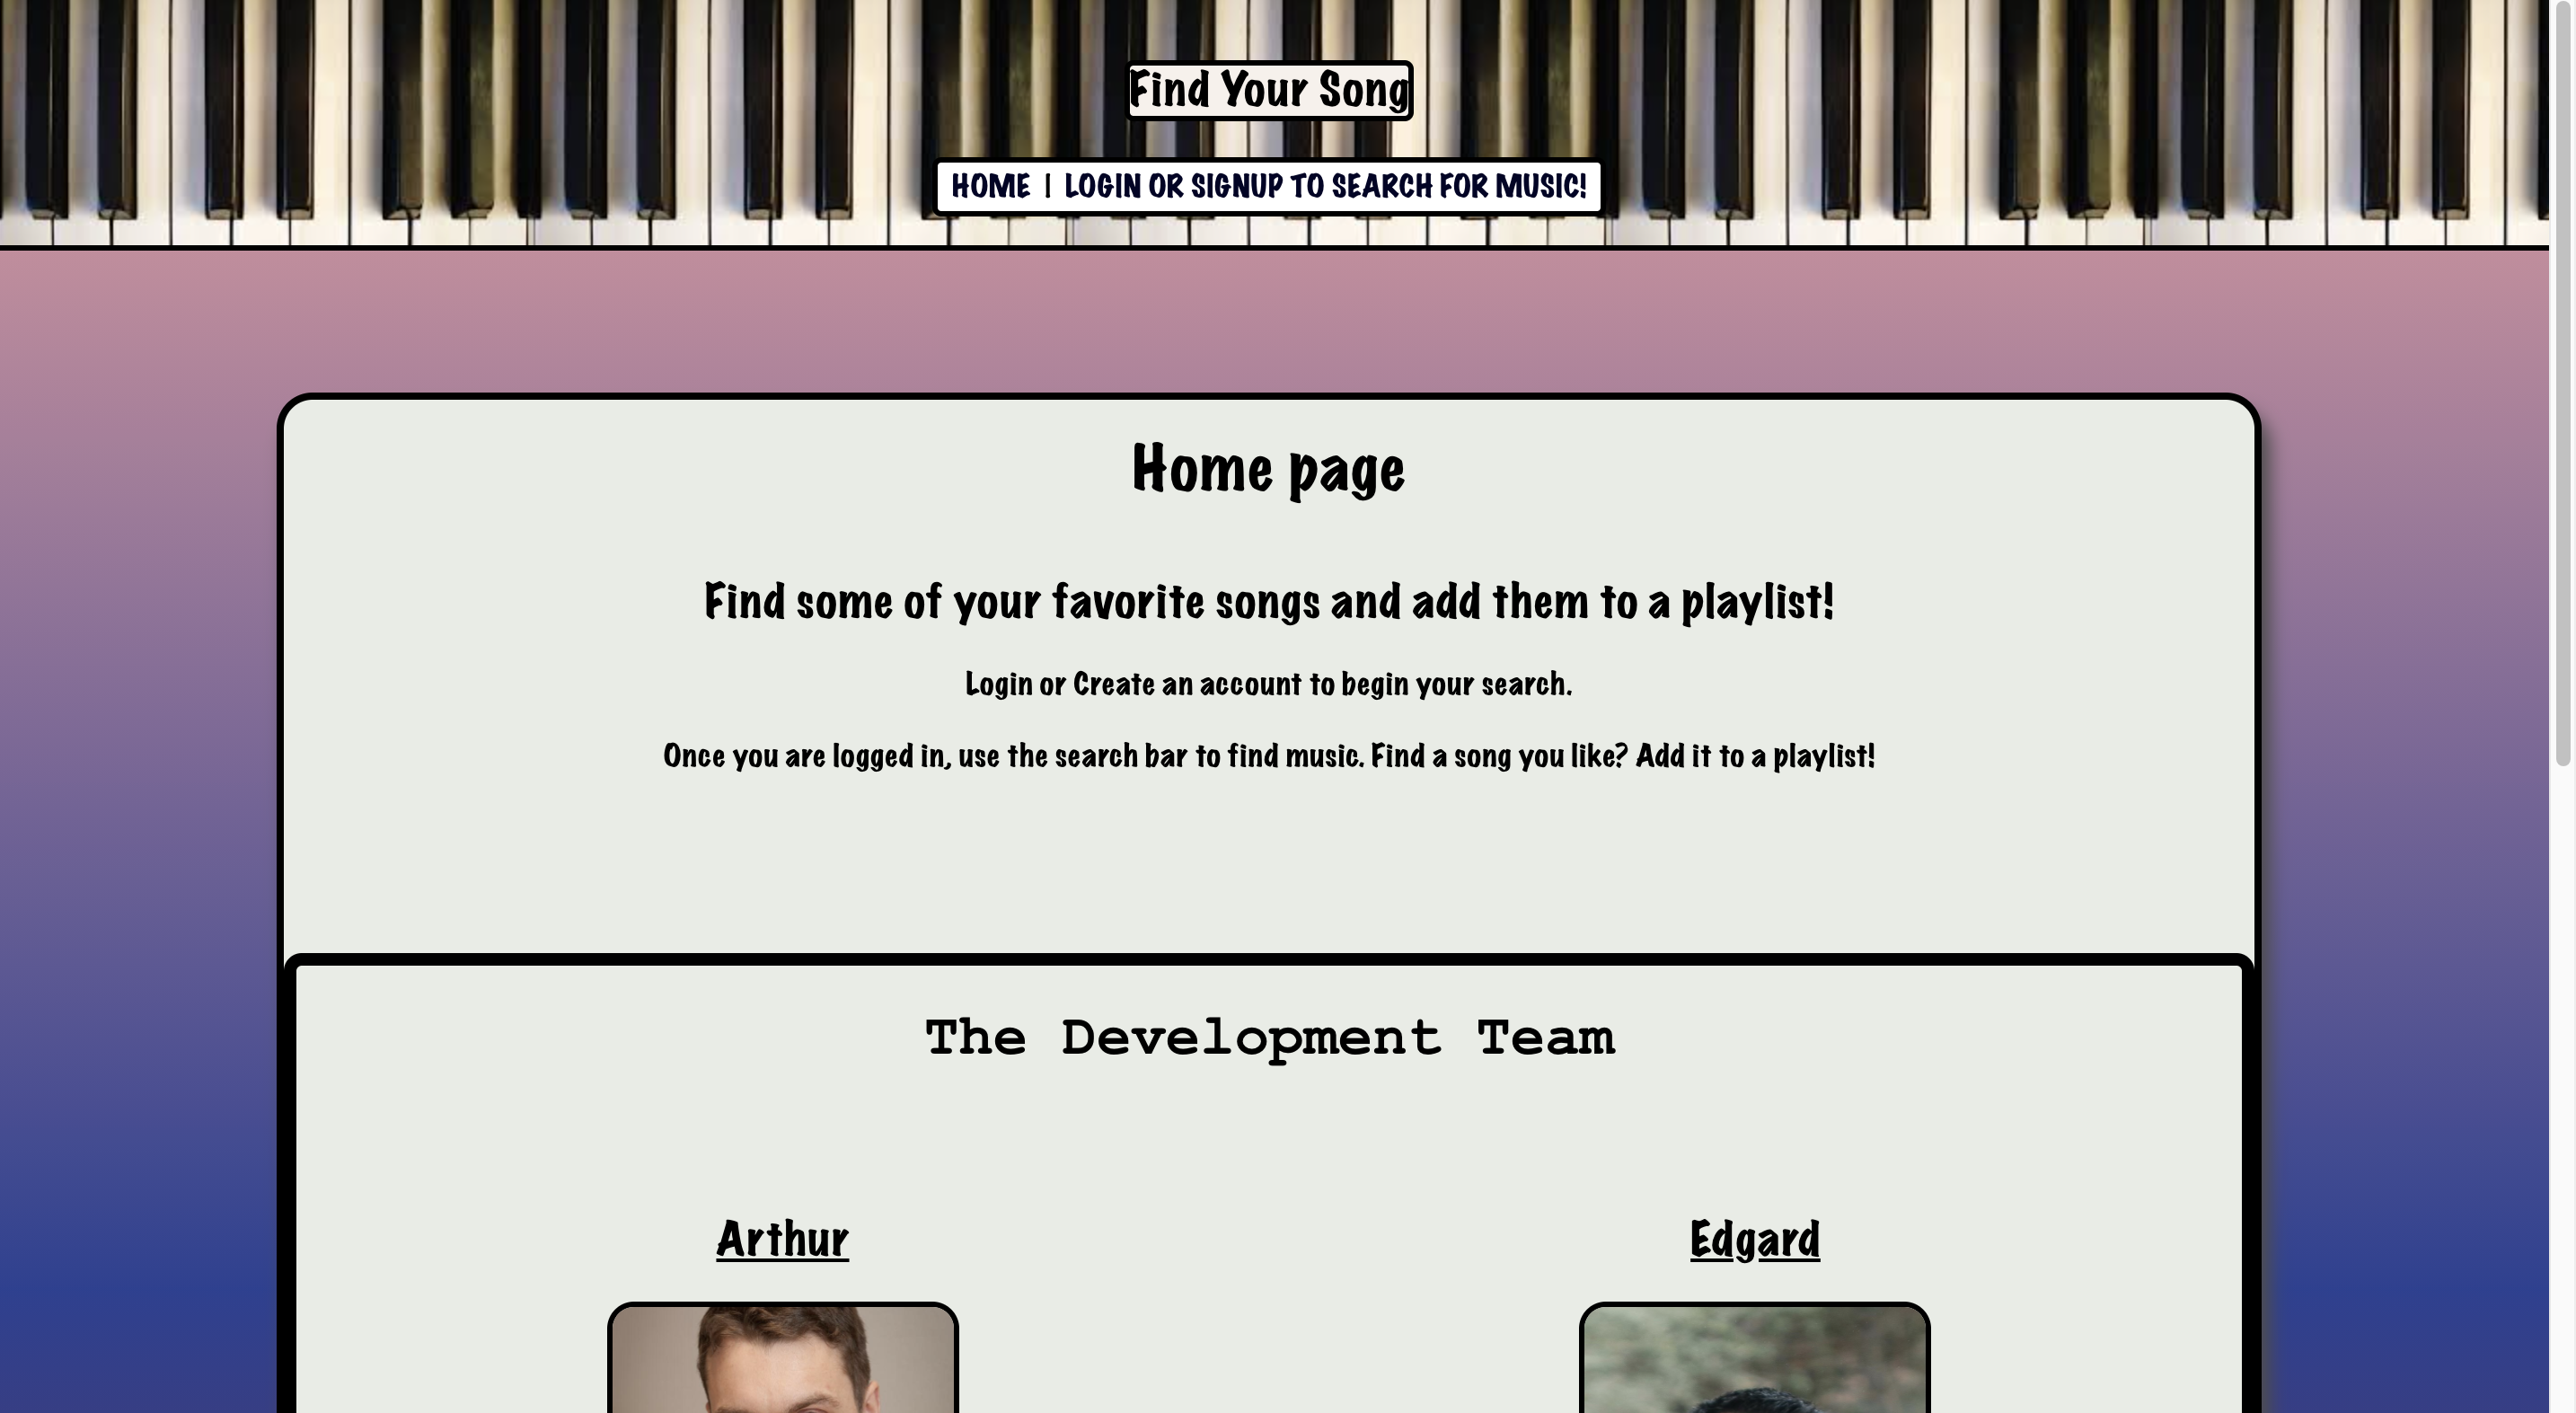 Find Your Song
HOME | LOGIN OR SIGNUP TO SEARCH FOR MUSIC!
Home page
Find some of your favorite songs and add them to a playlist!
Login or Create an account to begin your search.
Once you are logged in, use the search bar to find music. Find a song you like? Add it to a playlist!
The Development Team
Arthur
Edgard